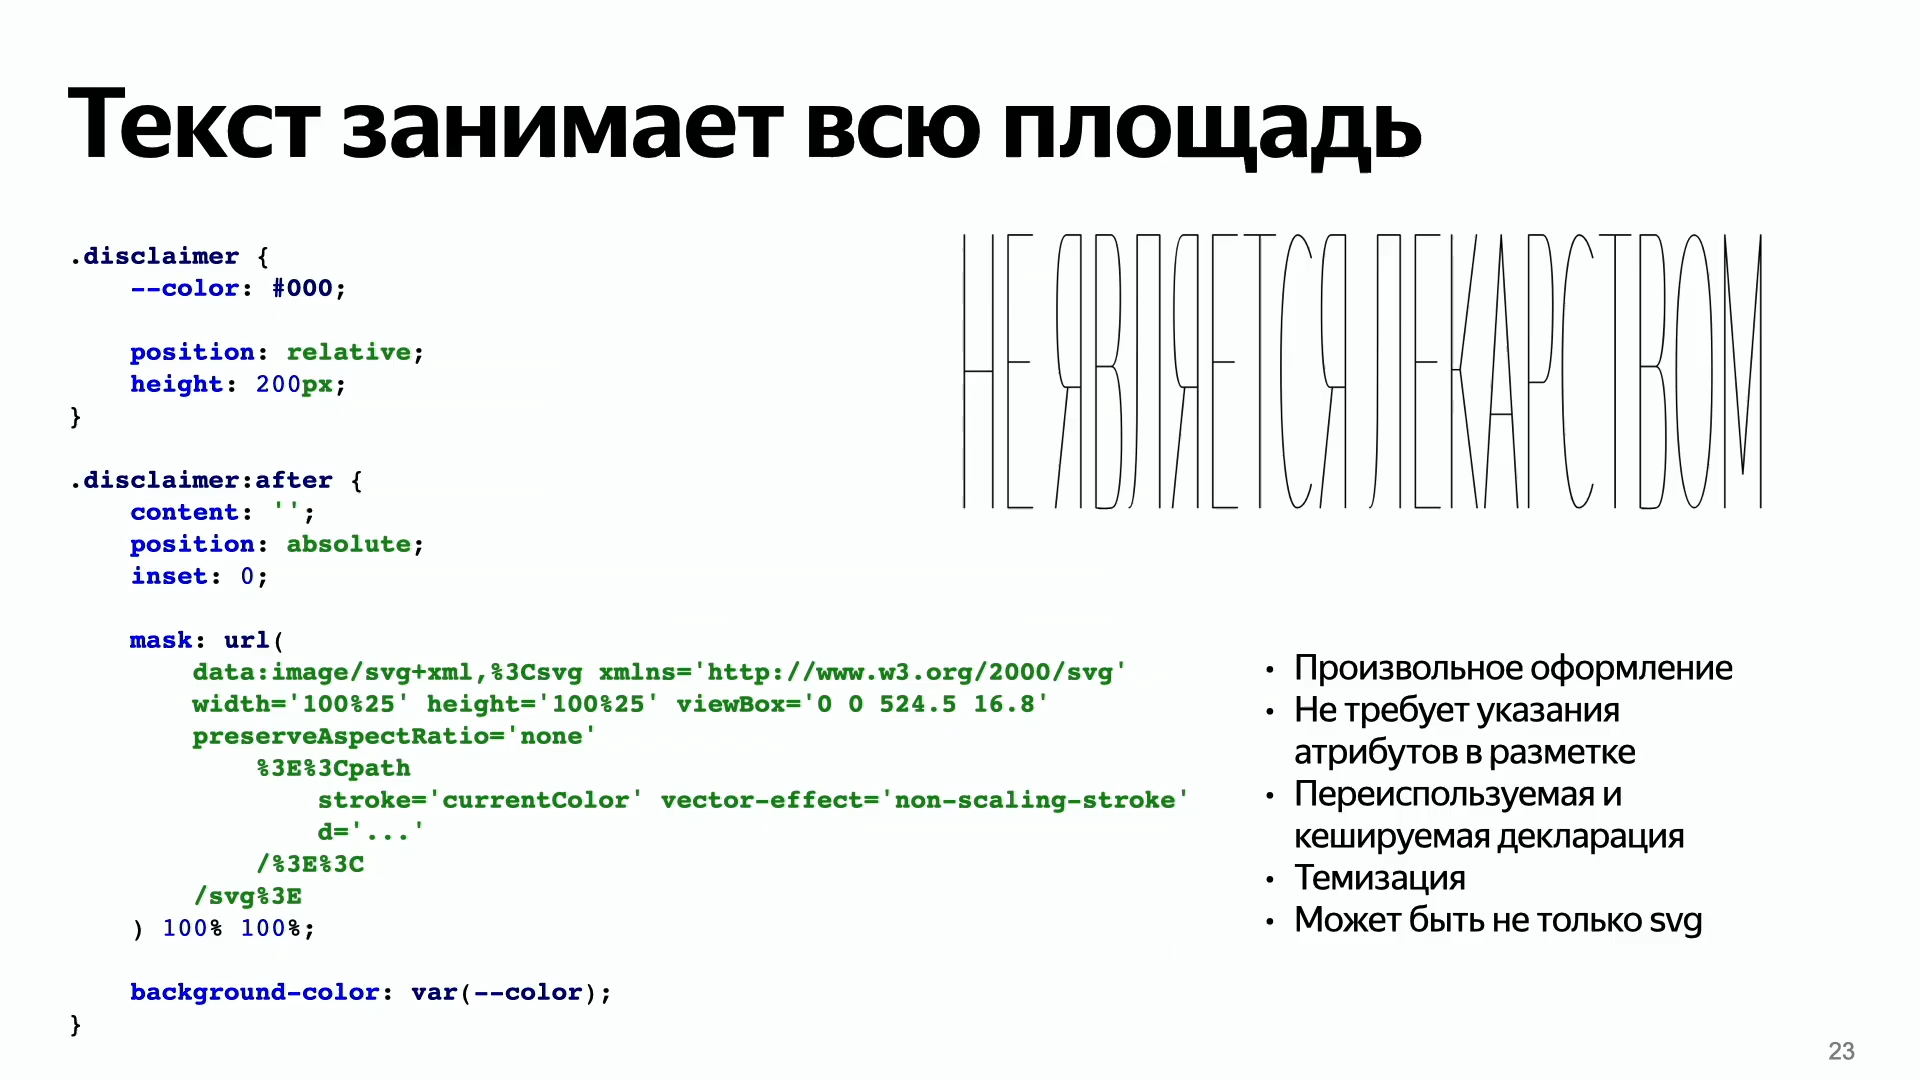 Текст занимает всю площадь
.disclaimer {
    --color: #000;
    position: relative;
    height: 200px;
}
.disclaimer:after {
    content: '';
    position: absolute;
    inset: 0;
    mask: url(
        data:image/svg+xml,%3Csvg xmlns='http://www.w3.org/2000/svg'
        width='100%25' height='100%25' viewBox='0 0 524.5 16.8'
        preserveAspectRatio='none'
            %3E%3Cpath
                stroke='currentColor' vector-effect='non-scaling-stroke'
                d='...'
            /%3E%3C
        /svg%3E
    ) 100% 100%;
    background-color: var(--color);
}
НЕ ЯВЛЯЕТСЯ ЛЕКАРСТВОМ
• Произвольное оформление
• Не требует указания
атрибутов в разметке
• Переиспользуемая и
кешируемая декларация
• Темизация
• Может быть не только svg
23